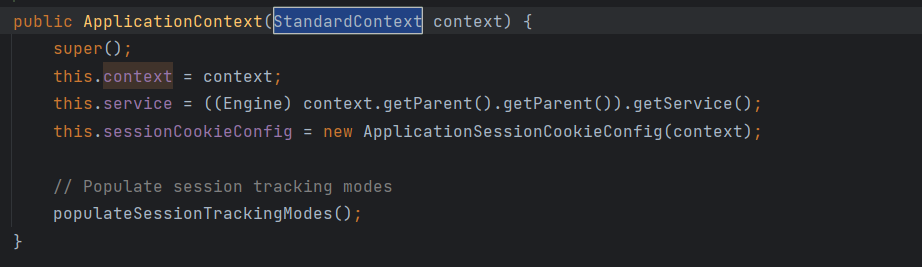 public ApplicationContext(StandardContext context) {
    super();
    this.context = context;
    this.service = ((Engine) context.getParent().getParent()).getService();
    this.sessionCookieConfig = new ApplicationSessionCookieConfig(context);

    // Populate session tracking modes
    populateSessionTrackingModes();
}